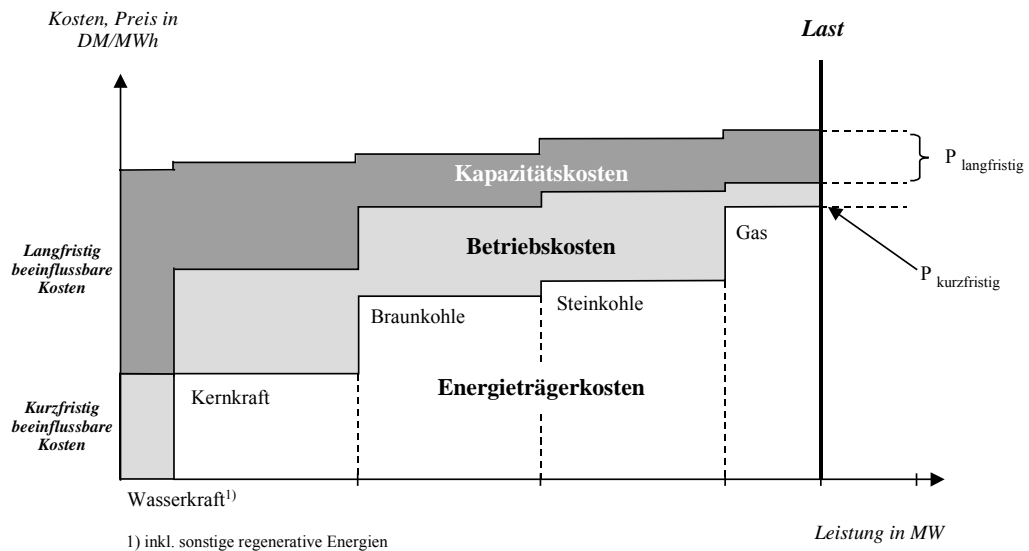 Kosten, Preis in
DM/MWh
Last
Kapazitätskosten
P langfristig
Langfristig
beeinflussbare
Kosten
Betriebskosten
Gas
P kurzfristig
Braunkohle
Steinkohle
Kernkraft
Energieträgerkosten
Kurzfristig
beeinflussbare
Kosten
Wasserkraft1)
Leistung in MW
1) inkl. sonstige regenerative Energien